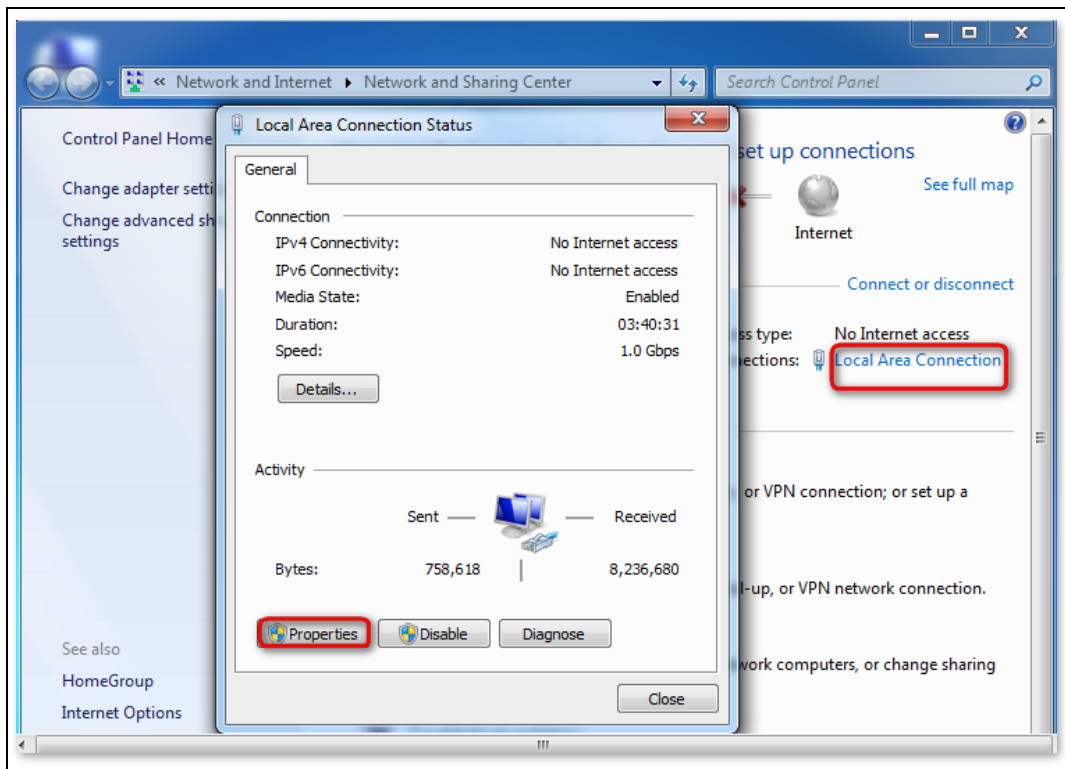 « Network and Internet ▸ Network and Sharing Center
Search Control Panel
Control Panel Home
Change adapter setti
Change advanced sh
settings
See also
HomeGroup
Internet Options
Local Area Connection Status
General
Connection
IPv4 Connectivity: No Internet access
IPv6 Connectivity: No Internet access
Media State: Enabled
Duration: 03:40:31
Speed: 1.0 Gbps
Details...
Activity
Sent Received
Bytes: 758,618 8,236,680
Properties Disable Diagnose
Close
set up connections
See full map
Internet
Connect or disconnect
ss type: No Internet access
ections: Local Area Connection
or VPN connection; or set up a
l-up, or VPN network connection.
work computers, or change sharing